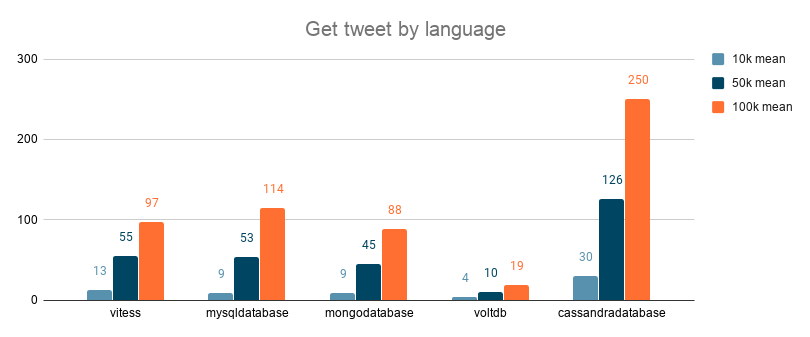 Get tweet by language
300
200
100
0
10k mean
50k mean
100k mean
13
55
97
9
53
114
9
45
88
4
10
19
30
126
250
vitess
mysqldatabase
mongodatabase
voltdb
cassandradatabase